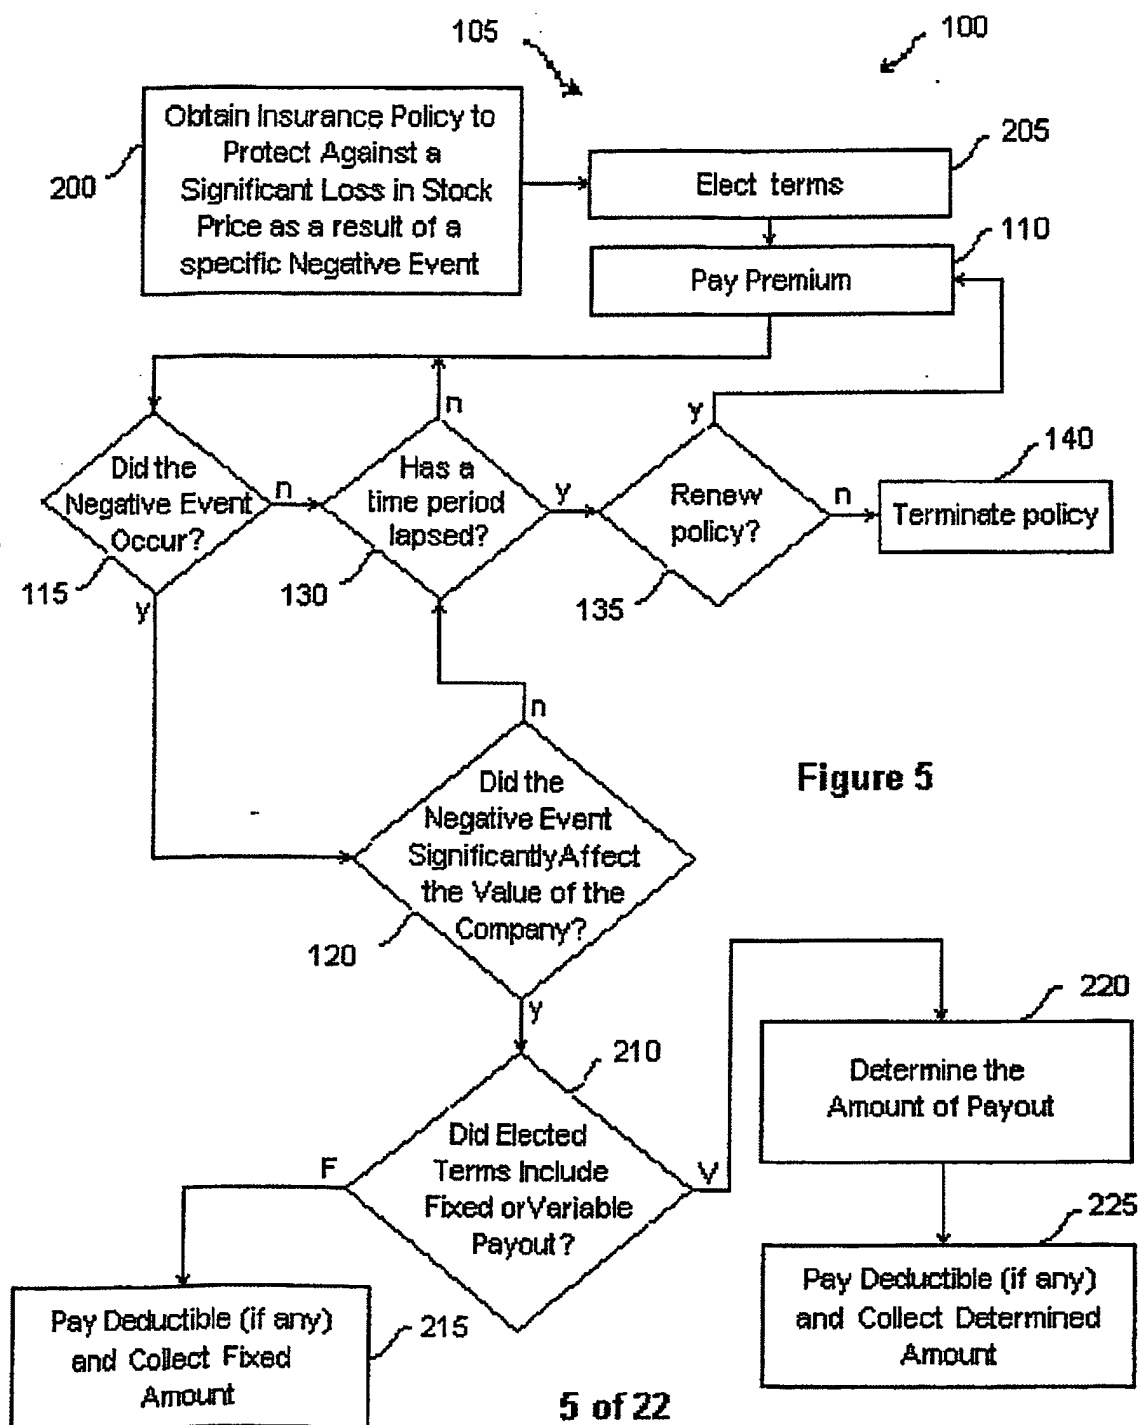 105
100
Obtain Insurance Policy to
Protect Against a
Significant Loss in Stock
Price as a result of a
specific Negative Event
200
Elect terms
205
Pay Premium
110
Did the
Negative Event
Occur?
115
n
y
Has a
time period
lapsed?
130
n
y
Renew
policy?
135
y
n
Terminate policy
140
Did the
Negative Event
Significantly Affect
the Value of the
Company?
120
n
y
Figure 5
Did Elected
Terms Include
Fixed or Variable
Payout?
210
F
V
Determine the
Amount of Payout
220
Pay Deductible (if any)
and Collect Determined
Amount
225
Pay Deductible (if any)
and Collect Fixed
Amount
215
5 of 22